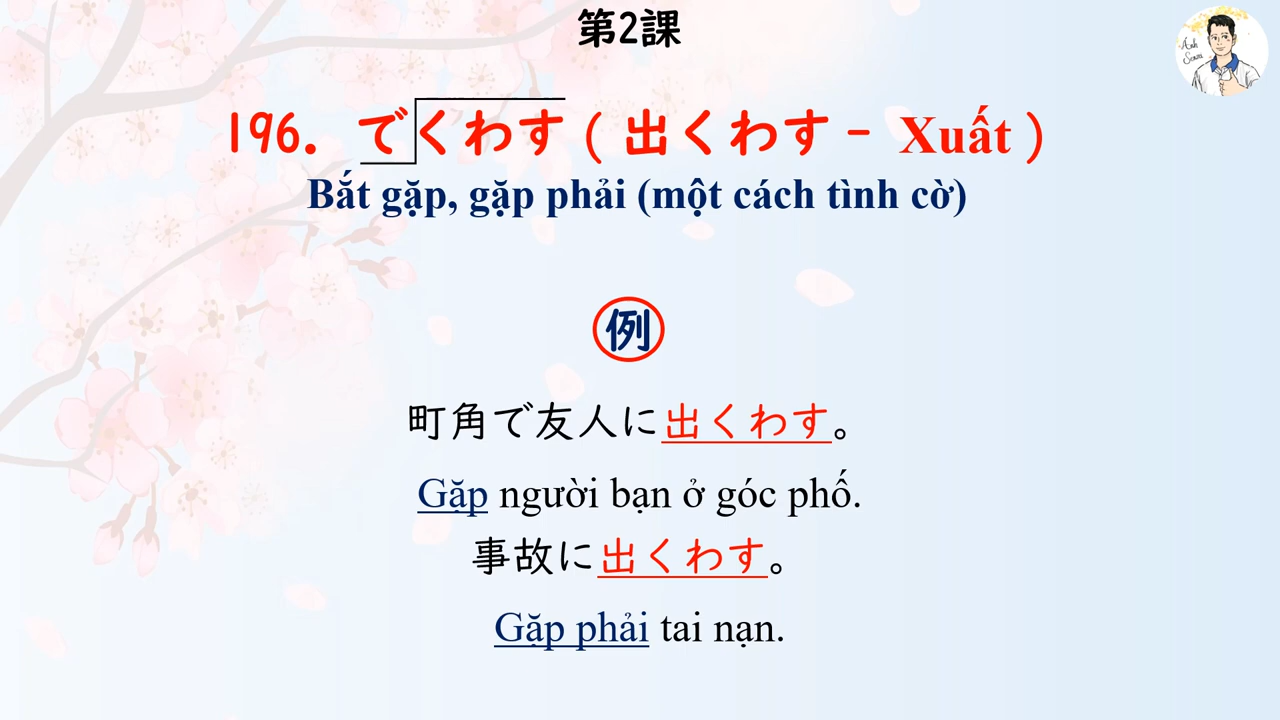 第2課
Anh
Sensei
196. でくわす ( 出くわす - Xuất )
Bắt gặp, gặp phải (một cách tình cờ)
例
町角で友人に出くわす。
Gặp người bạn ở góc phố.
事故に出くわす。
Gặp phải tai nạn.